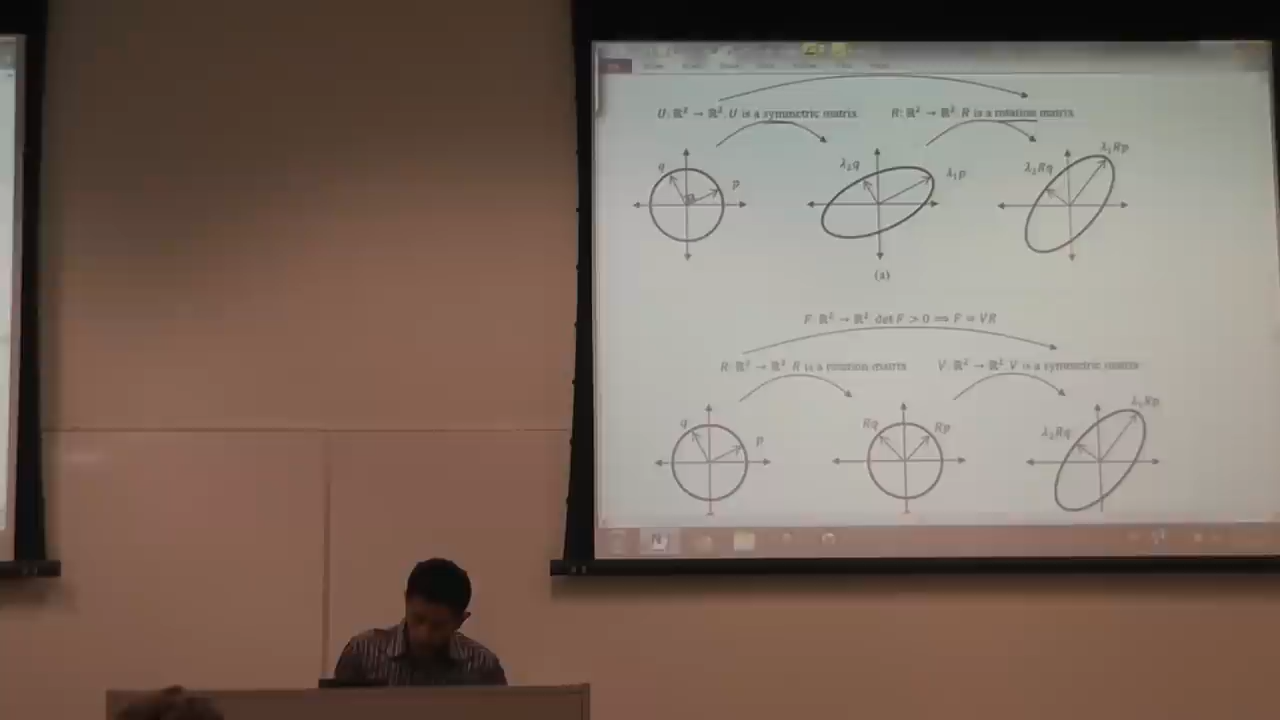 U: ℝ² → ℝ². U is a symmetric matrix R: ℝ² → ℝ². R is a rotation matrix
q p λ₂q λ₁p λ₂Rq λ₁Rp
(a)
F: ℝ² → ℝ² det F > 0 ⟹ F = VR
R: ℝ² → ℝ². R is a rotation matrix V: ℝ² → ℝ². V is a symmetric matrix
q p Rq Rp λ₂Rq λ₁Rp